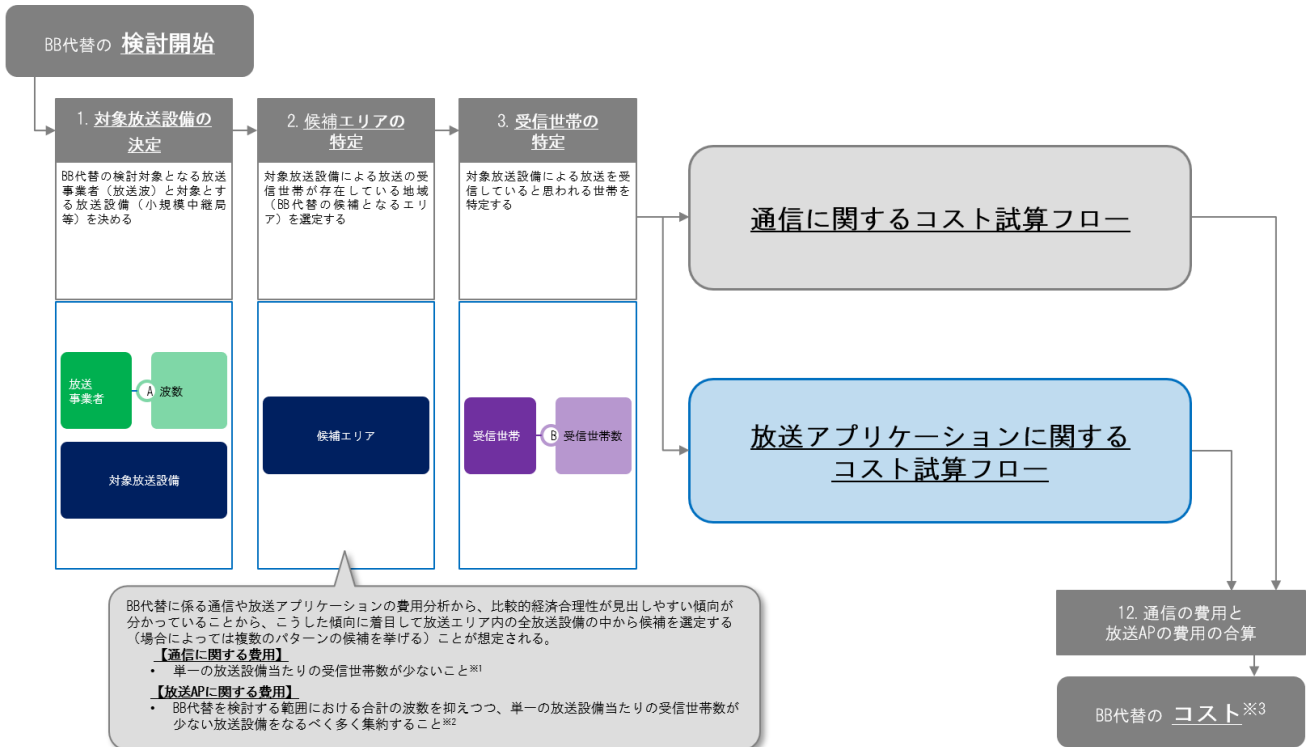 BB代替の 検討開始
1. 対象放送設備の
決定
BB代替の検討対象となる放送
事業者（放送波）と対象とす
る放送設備（小規模中継局
等）を決める
放送
事業者
A
波数
対象放送設備
2. 候補エリアの
特定
対象放送設備による放送の受
信世帯が存在している地域
（BB代替の候補となるエリ
ア）を選定する
候補エリア
3. 受信世帯の
特定
対象放送設備による放送を受
信していると思われる世帯を
特定する
受信世帯
B
受信世帯数
通信に関するコスト試算フロー
放送アプリケーションに関する
コスト試算フロー
BB代替に係る通信や放送アプリケーションの費用分析から、比較的経済合理性が見出しやすい傾向が
分かっていることから、こうした傾向に着目して放送エリア内の全放送設備の中から候補を選定する
（場合によっては複数のパターンの候補を挙げる）ことが想定される。
【通信に関する費用】
• 単一の放送設備当たりの受信世帯数が少ないこと※1
【放送APに関する費用】
• BB代替を検討する範囲における合計の波数を抑えつつ、単一の放送設備当たりの受信世帯数が
少ない放送設備をなるべく多く集約すること※2
12. 通信の費用と
放送APの費用の合算
BB代替の コスト※3